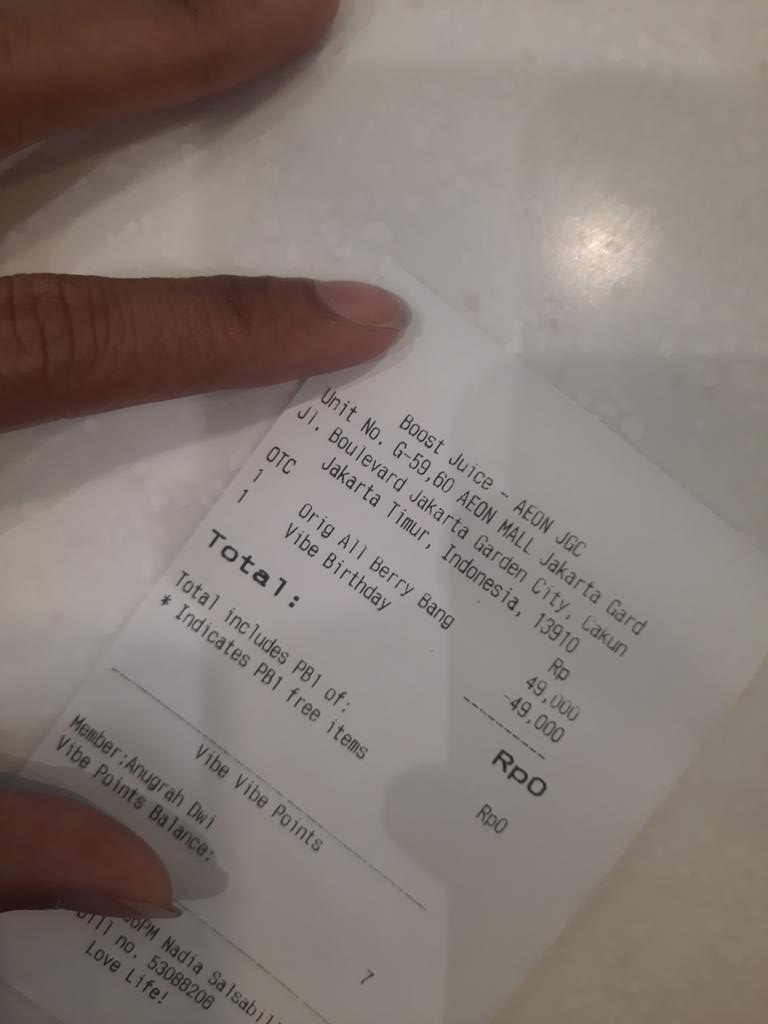 Boost Juice - AEON JGC
Unit No. G-59,60 AEON MALL Jakarta Gard
Jl. Boulevard Jakarta Garden City, Cakun
Jakarta Timur, Indonesia, 13910
OTC Rp
1 Orig All Berry Bang 49,000
1 Vibe Birthday -49,000
Total: Rp0
Total includes PB1 of: Rp0
* Indicates PB1 free items
Vibe Vibe Points
Member:Anugrah Dwi
Vibe Points Balance: 7
Nadia Salsabil
Bill no. 53088206
Love Life!